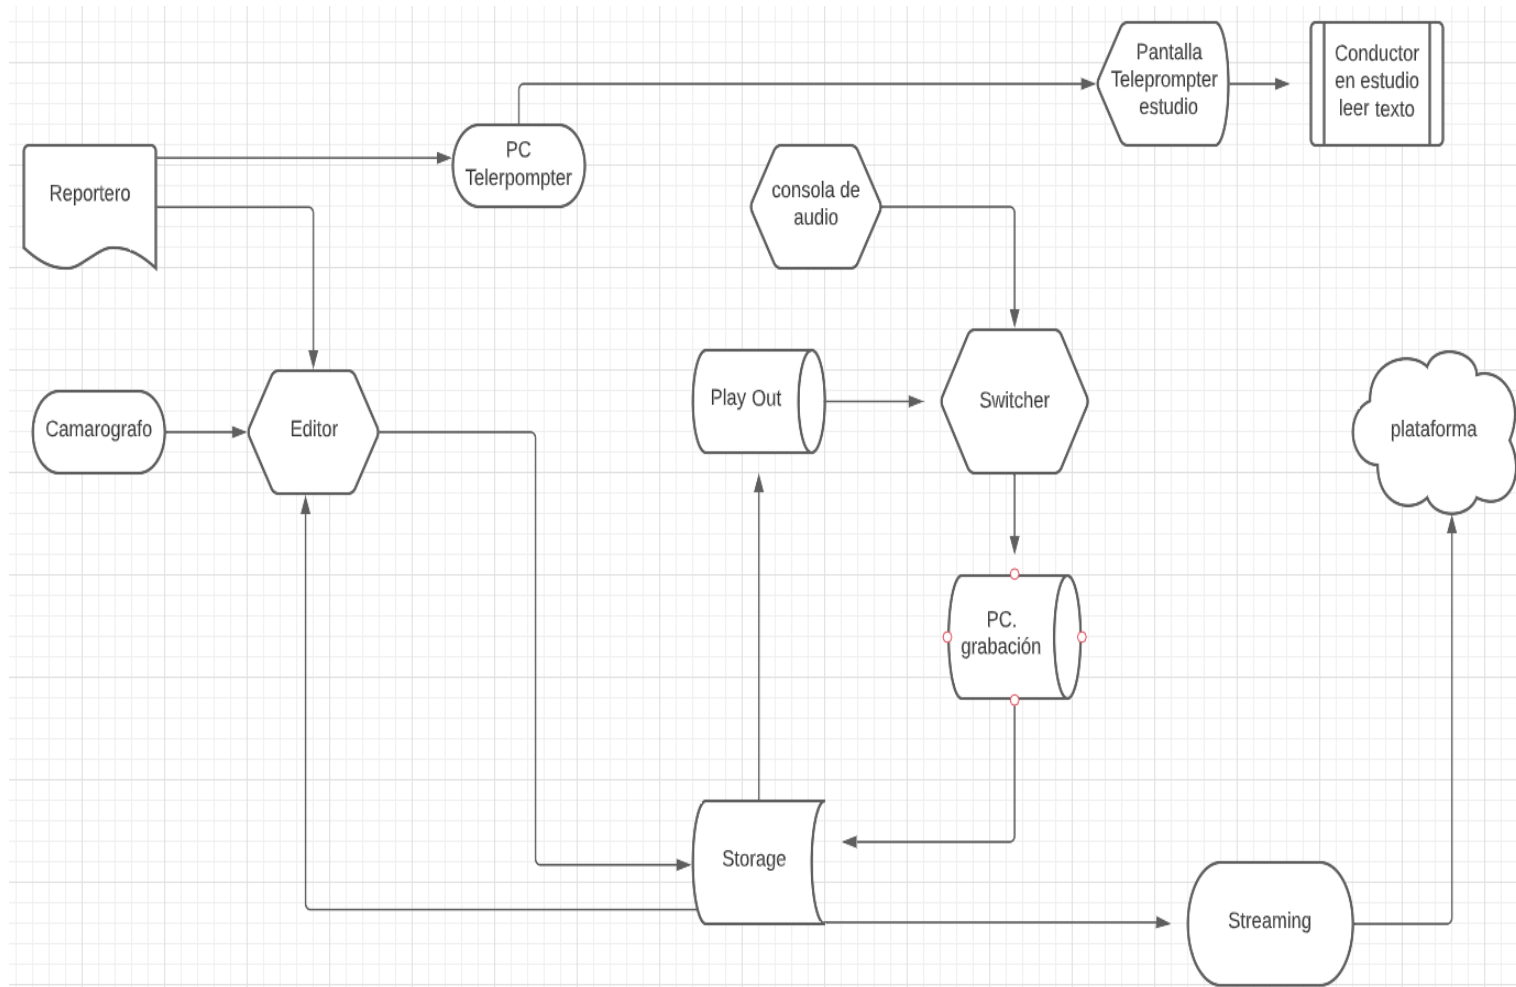 Pantalla
Teleprompter
estudio
Conductor
en estudio
leer texto
PC
Telerpompter
Reportero
consola de
audio
Play Out
Switcher
Camarografo
Editor
plataforma
PC.
grabación
Storage
Streaming